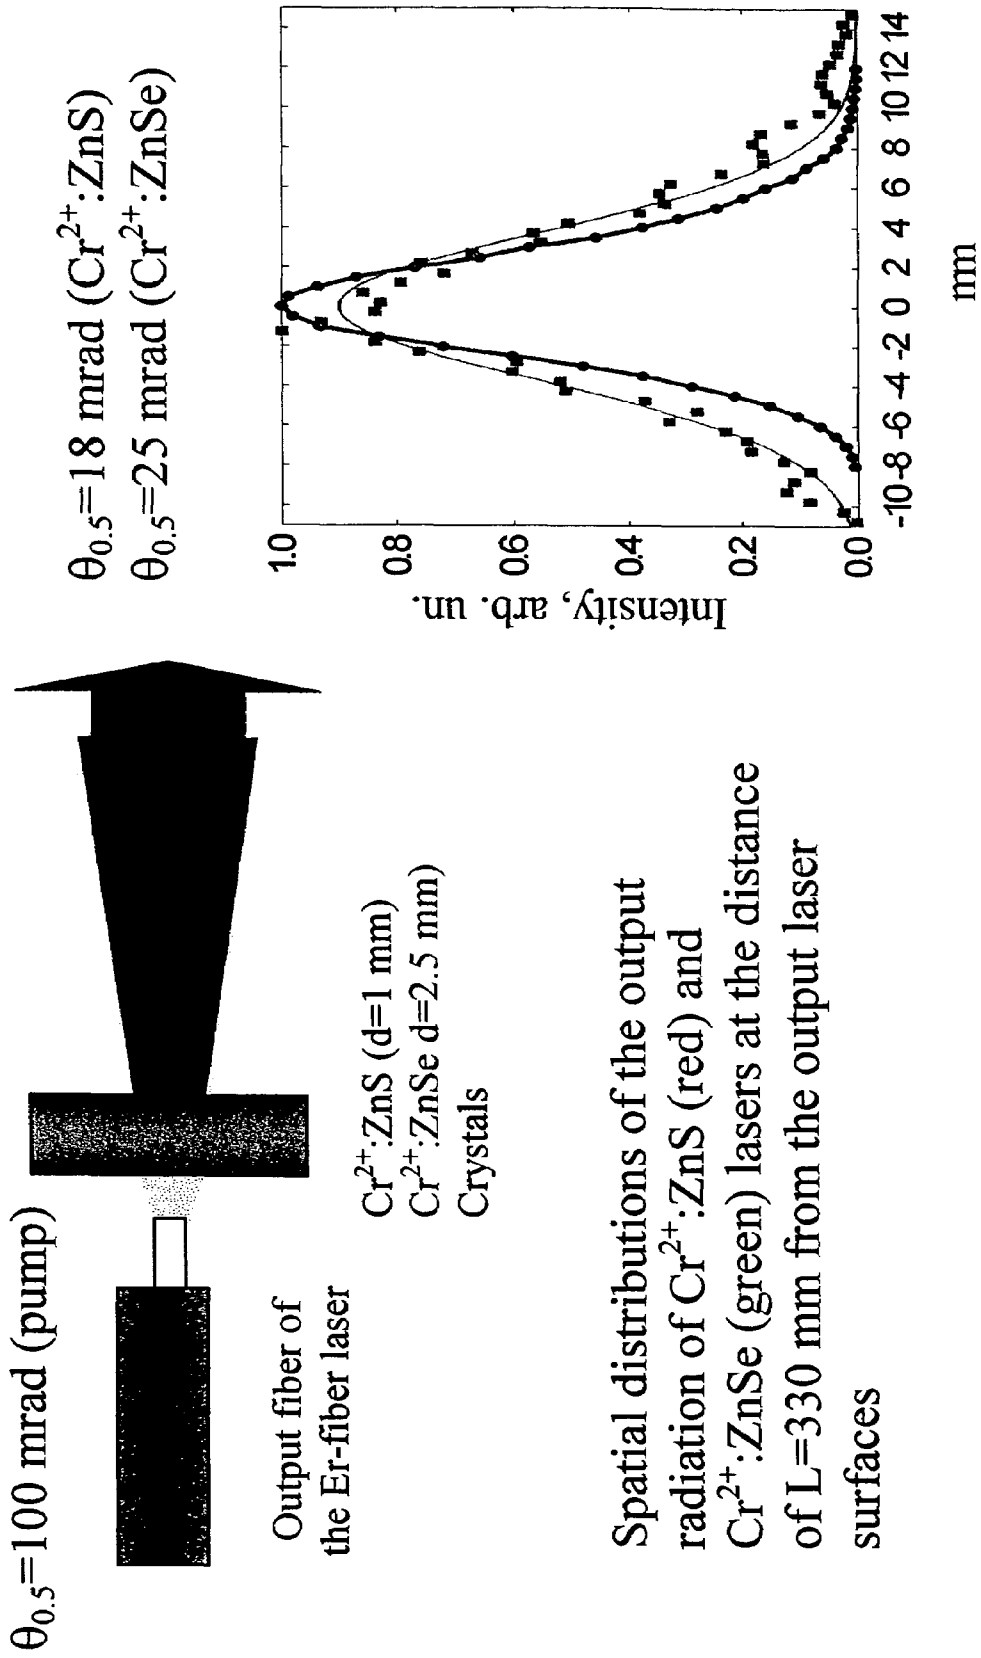 θ0.5=100 mrad (pump)
Output fiber of
the Er-fiber laser
Cr2+:ZnS (d=1 mm)
Cr2+:ZnSe d=2.5 mm)
Crystals
Spatial distributions of the output
radiation of Cr2+:ZnS (red) and
Cr2+:ZnSe (green) lasers at the distance
of L=330 mm from the output laser
surfaces
θ0.5=18 mrad (Cr2+:ZnS)
θ0.5=25 mrad (Cr2+:ZnSe)
Intensity, arb. un.
1.0
0.8
0.6
0.4
0.2
0.0
-10 -8 -6 -4 -2 0 2 4 6 8 10 12 14
mm